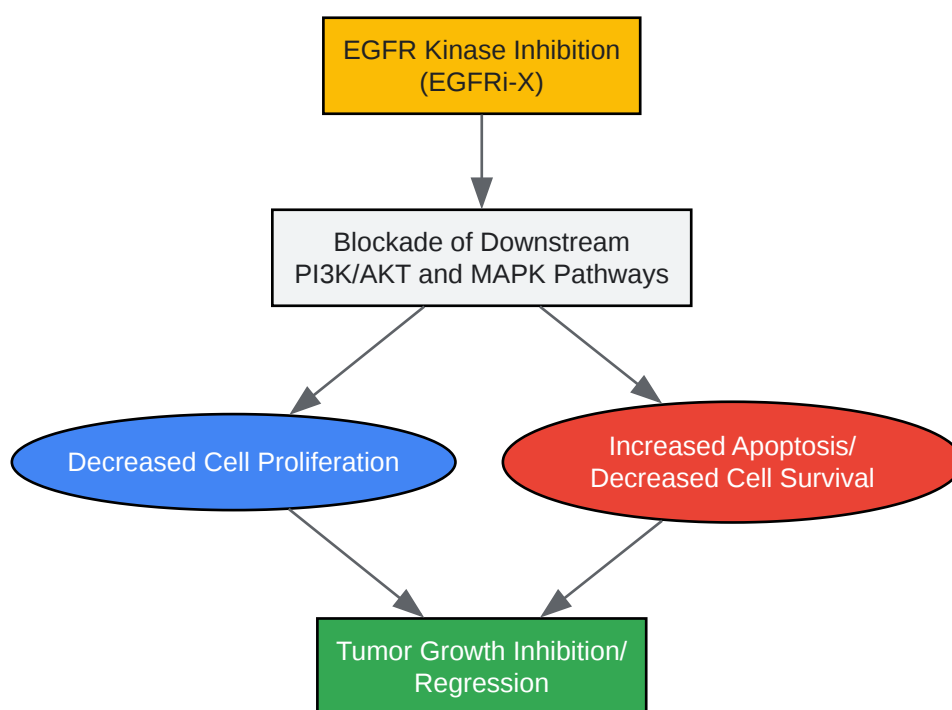 EGFR Kinase Inhibition
(EGFRi-X)
Blockade of Downstream
PI3K/AKT and MAPK Pathways
Decreased Cell Proliferation
Increased Apoptosis/
Decreased Cell Survival
Tumor Growth Inhibition/
Regression